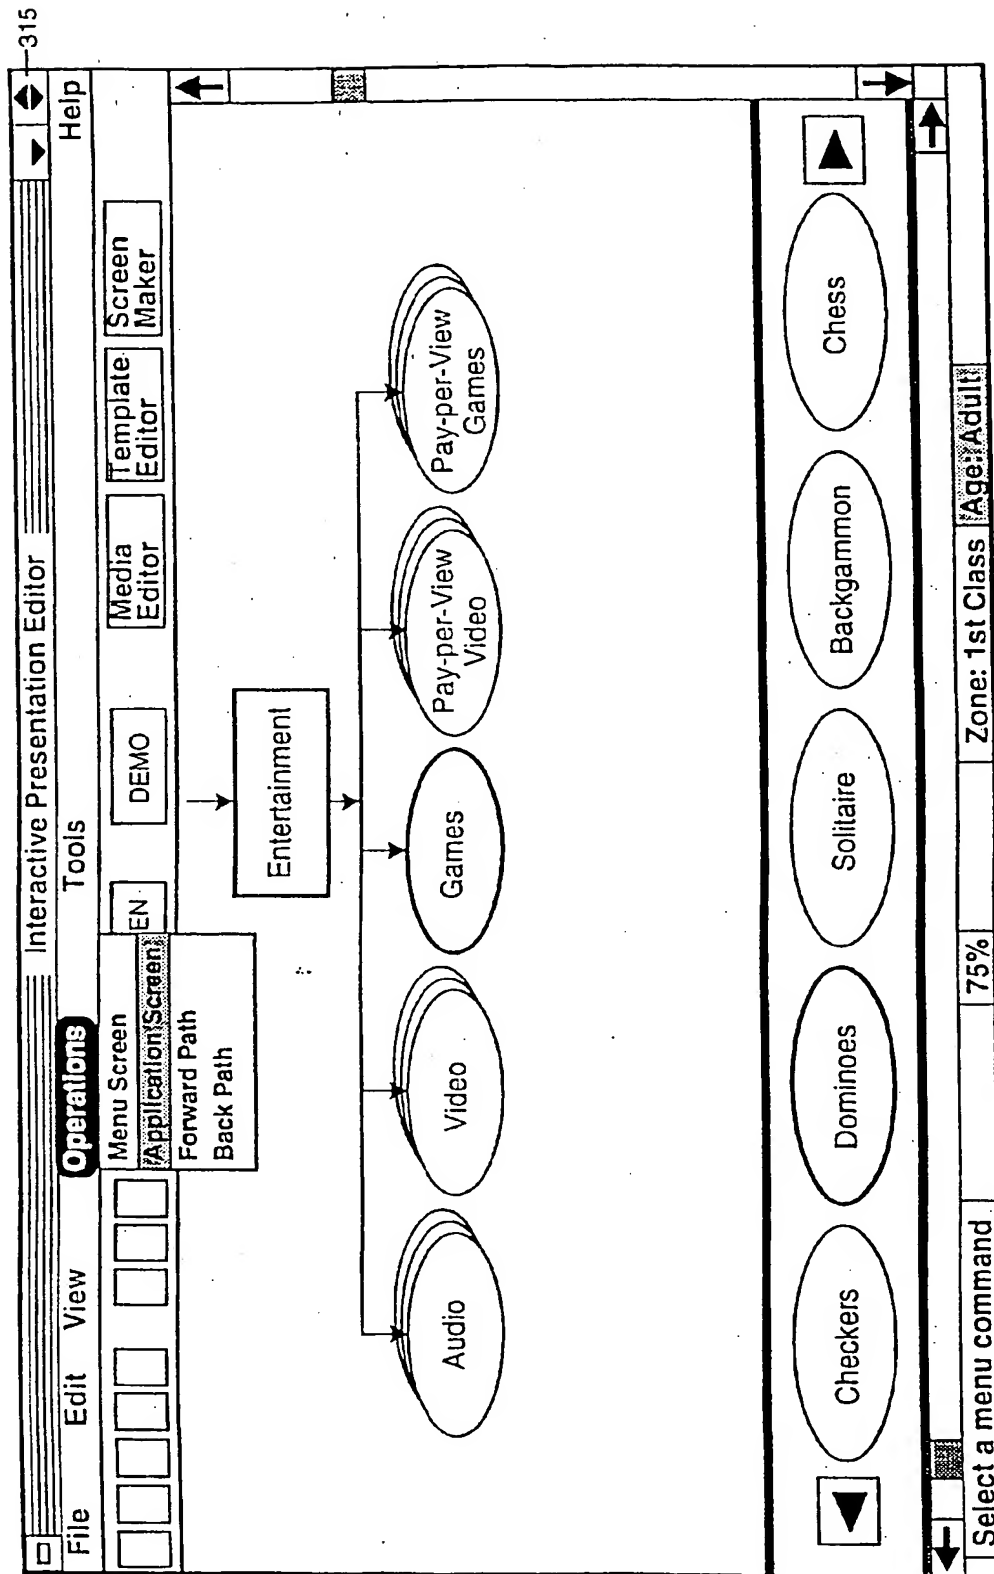 315
Interactive Presentation Editor
File Edit View Operations Tools Help
Menu Screen
Application Screen
Forward Path
Back Path
EN
DEMO
Media
Editor
Template
Editor
Screen
Maker
Entertainment
Audio
Video
Games
Pay-per-View
Video
Pay-per-View
Games
Checkers
Dominoes
Solitaire
Backgammon
Chess
Select a menu command
75%
Zone: 1st Class
Age: Adult